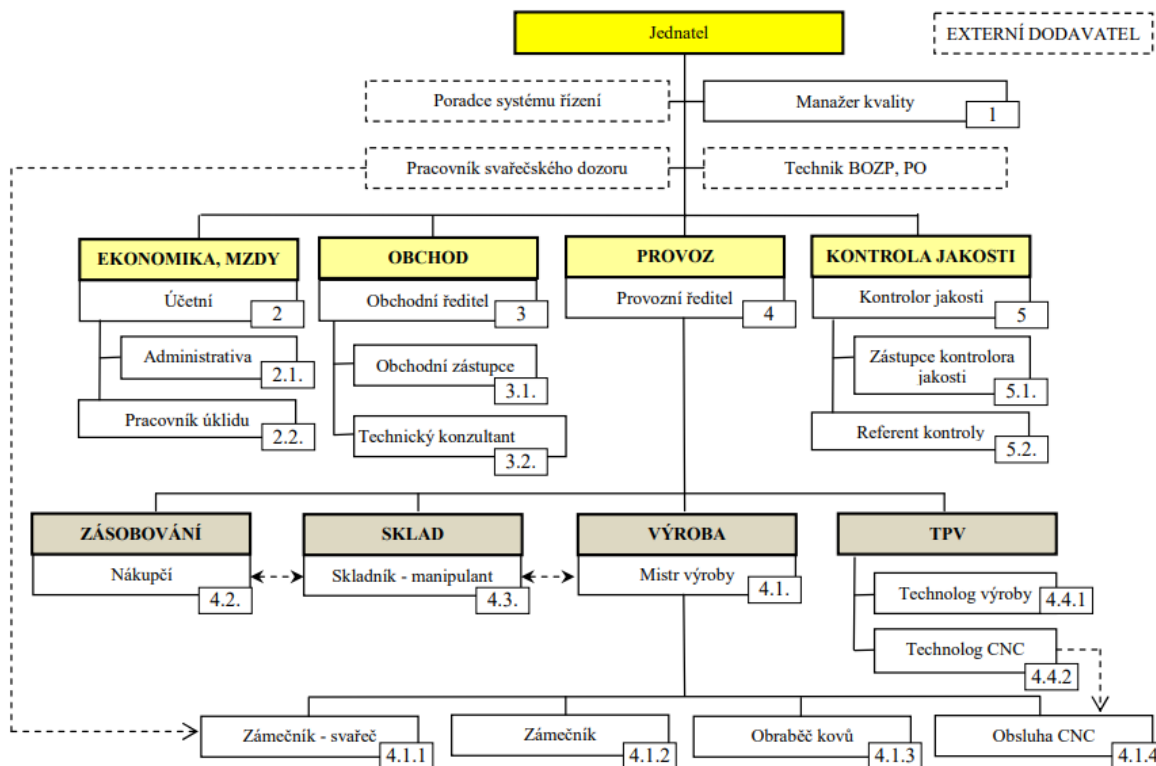 Jednatel
EXTERNÍ DODAVATEL
Poradce systému řízení
Manažer kvality
1
Pracovník svařečského dozoru
Technik BOZP, PO
EKONOMIKA, MZDY
Účetní
2
Administrativa
2.1.
Pracovník úklidu
2.2.
OBCHOD
Obchodní ředitel
3
Obchodní zástupce
3.1.
Technický konzultant
3.2.
PROVOZ
Provozní ředitel
4
KONTROLA JAKOSTI
Kontrolor jakosti
5
Zástupce kontrolora
jakosti
5.1.
Referent kontroly
5.2.
ZÁSOBOVÁNÍ
Nákupčí
4.2.
SKLAD
Skladník - manipulant
4.3.
VÝROBA
Mistr výroby
4.1.
TPV
Technolog výroby
4.4.1
Technolog CNC
4.4.2
Zámečník - svařeč
4.1.1
Zámečník
4.1.2
Obraběč kovů
4.1.3
Obsluha CNC
4.1.4